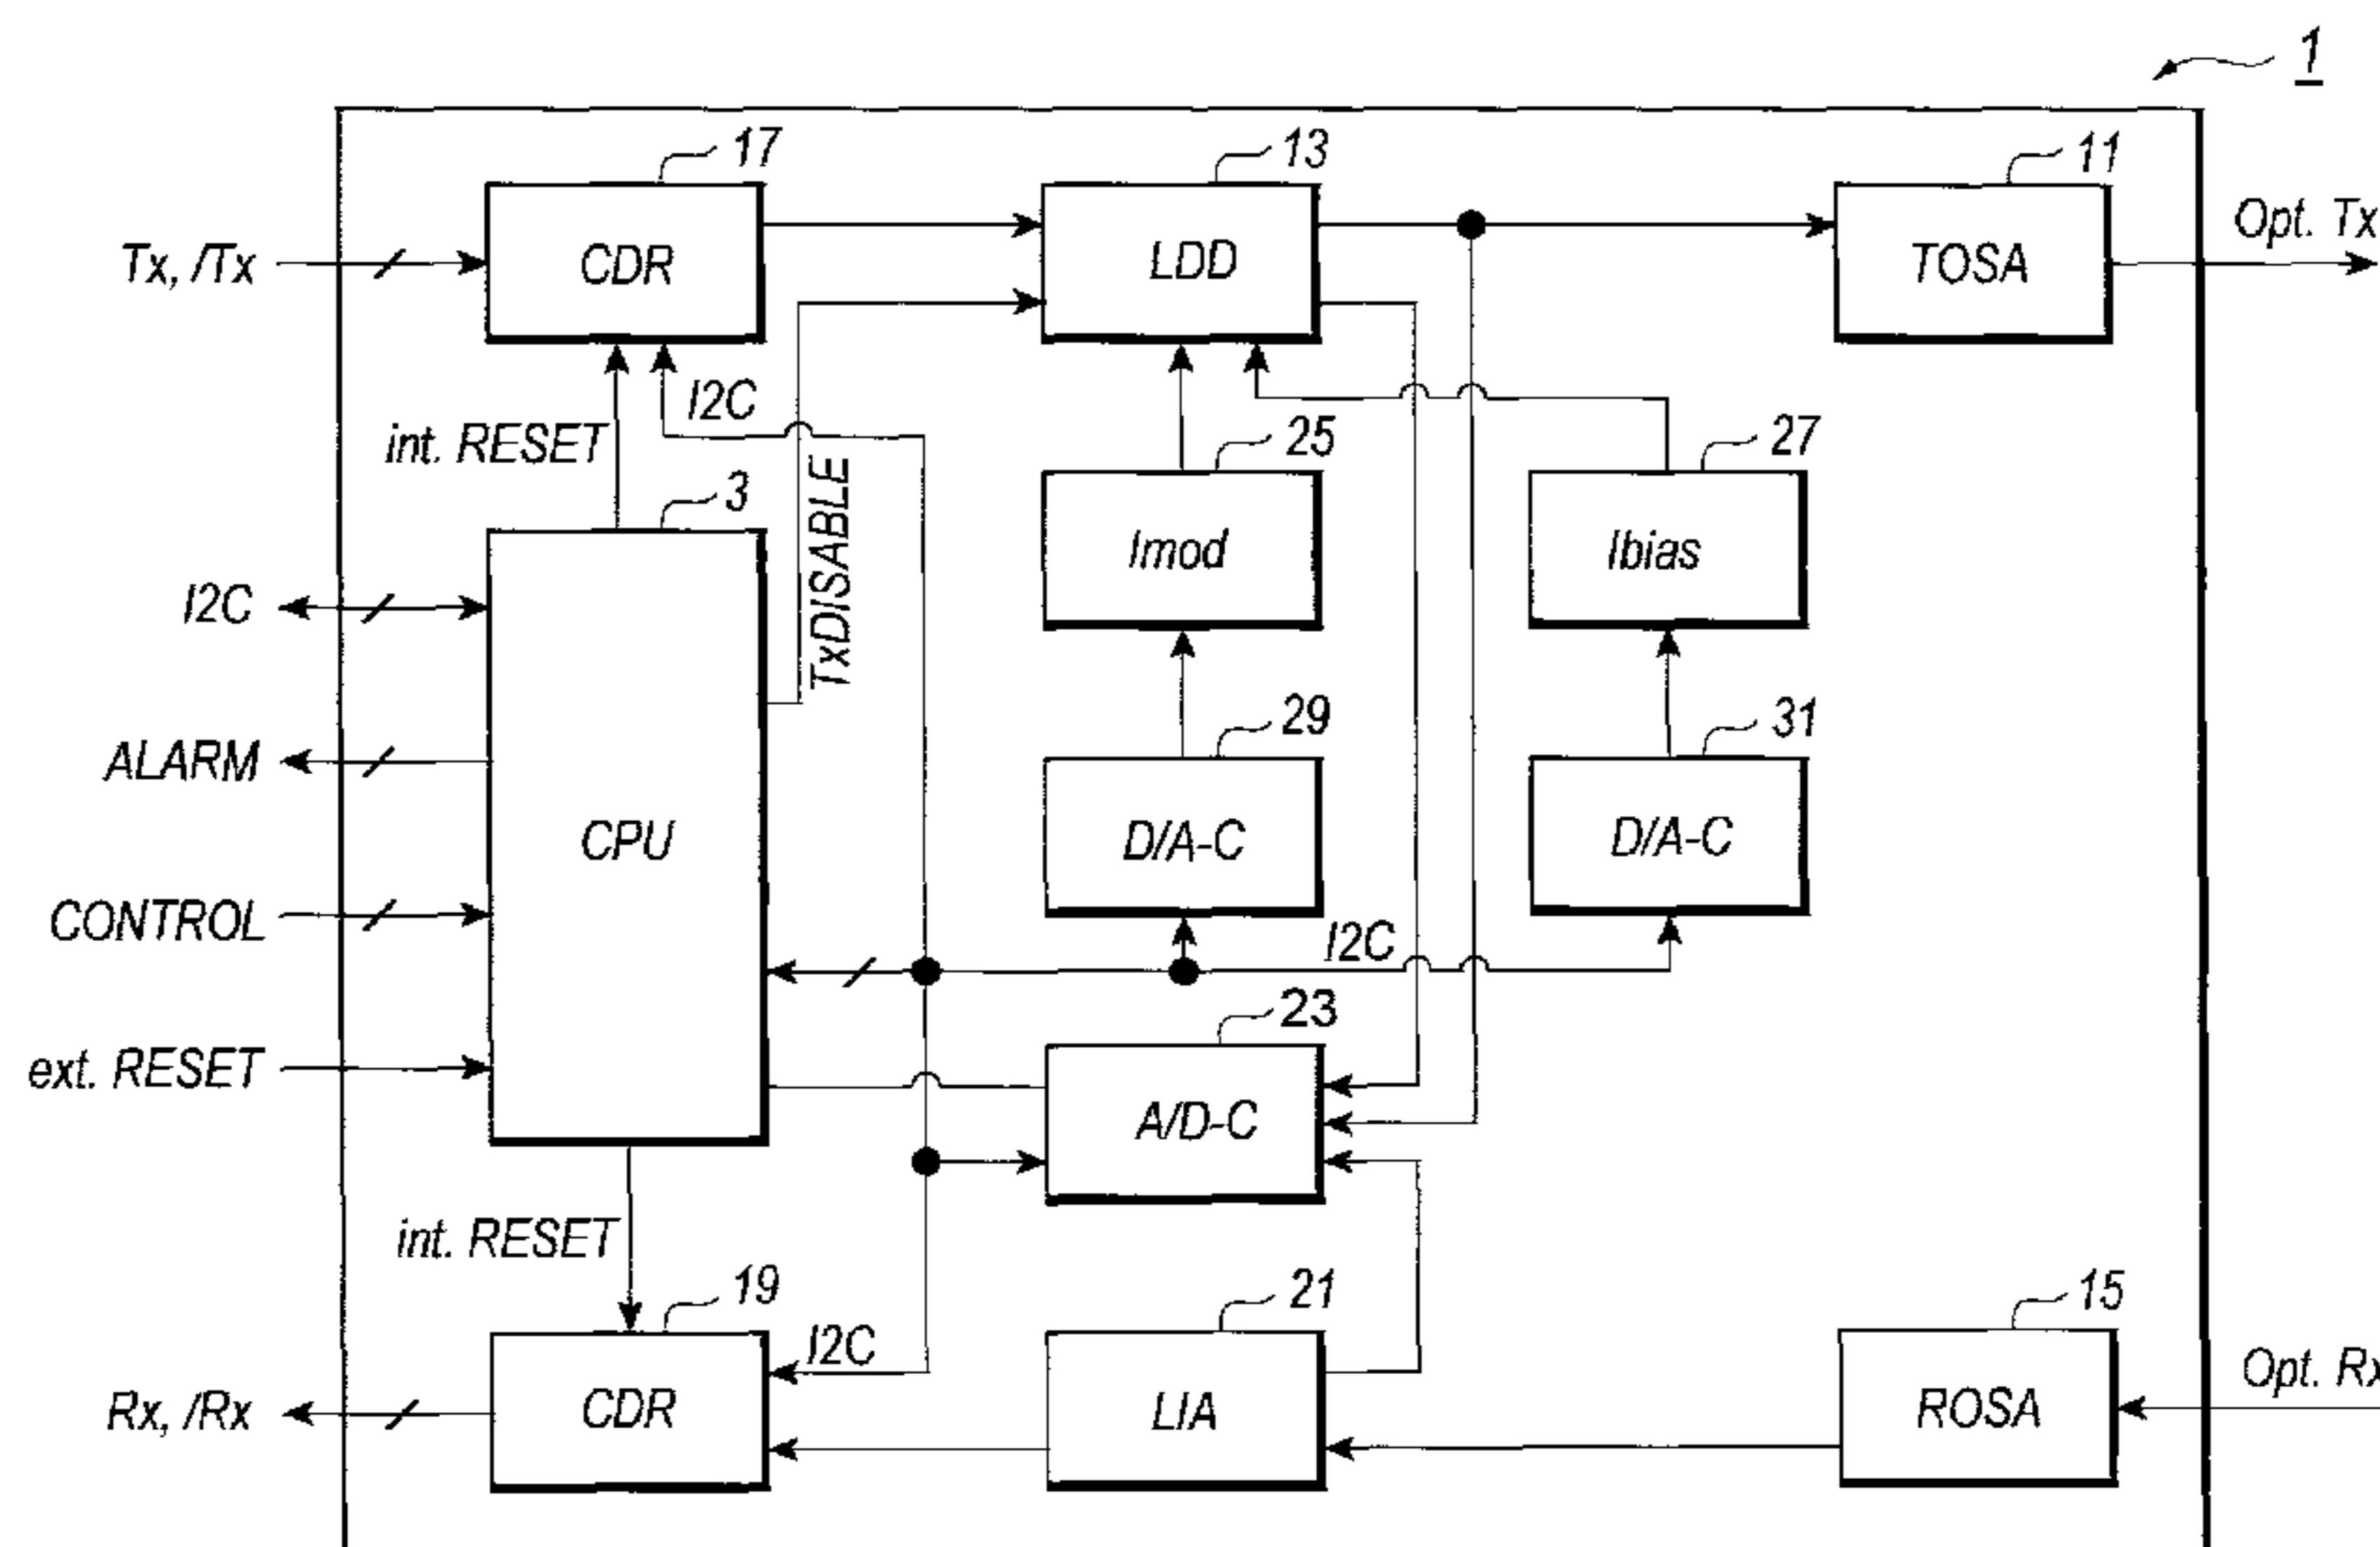 1
17
13
11
Tx, /Tx
CDR
LDD
TOSA
Opt. Tx
I2C
int. RESET
25
27
3
TxDISABLE
Imod
Ibias
I2C
29
31
ALARM
CPU
D/A-C
D/A-C
CONTROL
I2C
23
ext. RESET
A/D-C
int. RESET
19
21
15
I2C
Rx, /Rx
CDR
LIA
ROSA
Opt. Rx